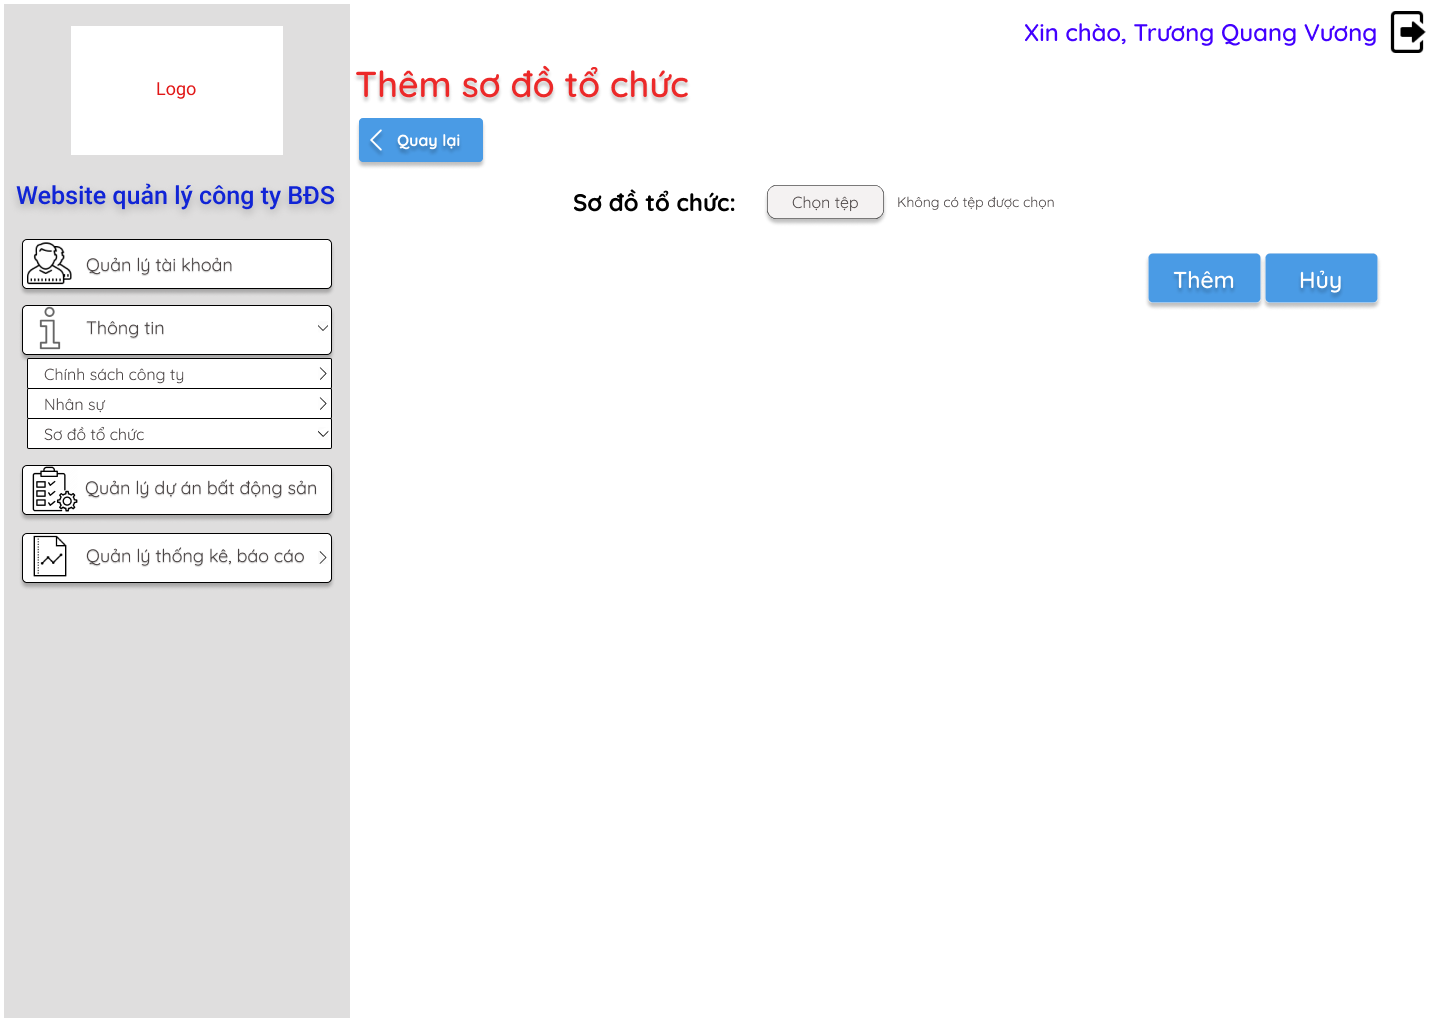 Logo
Website quản lý công ty BĐS
Quản lý tài khoản
Thông tin
Chính sách công ty
Nhân sự
Sơ đồ tổ chức
Quản lý dự án bất động sản
Quản lý thống kê, báo cáo
Xin chào, Trương Quang Vương
Thêm sơ đồ tổ chức
Quay lại
Sơ đồ tổ chức: Chọn tệp Không có tệp được chọn
Thêm Hủy